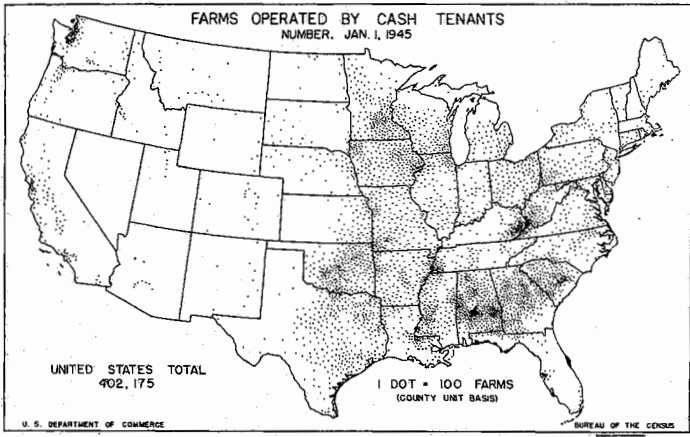 FARMS OPERATED BY CASH TENANTS
NUMBER, JAN. 1, 1945
UNITED STATES TOTAL
402, 175
1 DOT = 100 FARMS
(COUNTY UNIT BASIS)
U. S. DEPARTMENT OF COMMERCE
BUREAU OF THE CENSUS